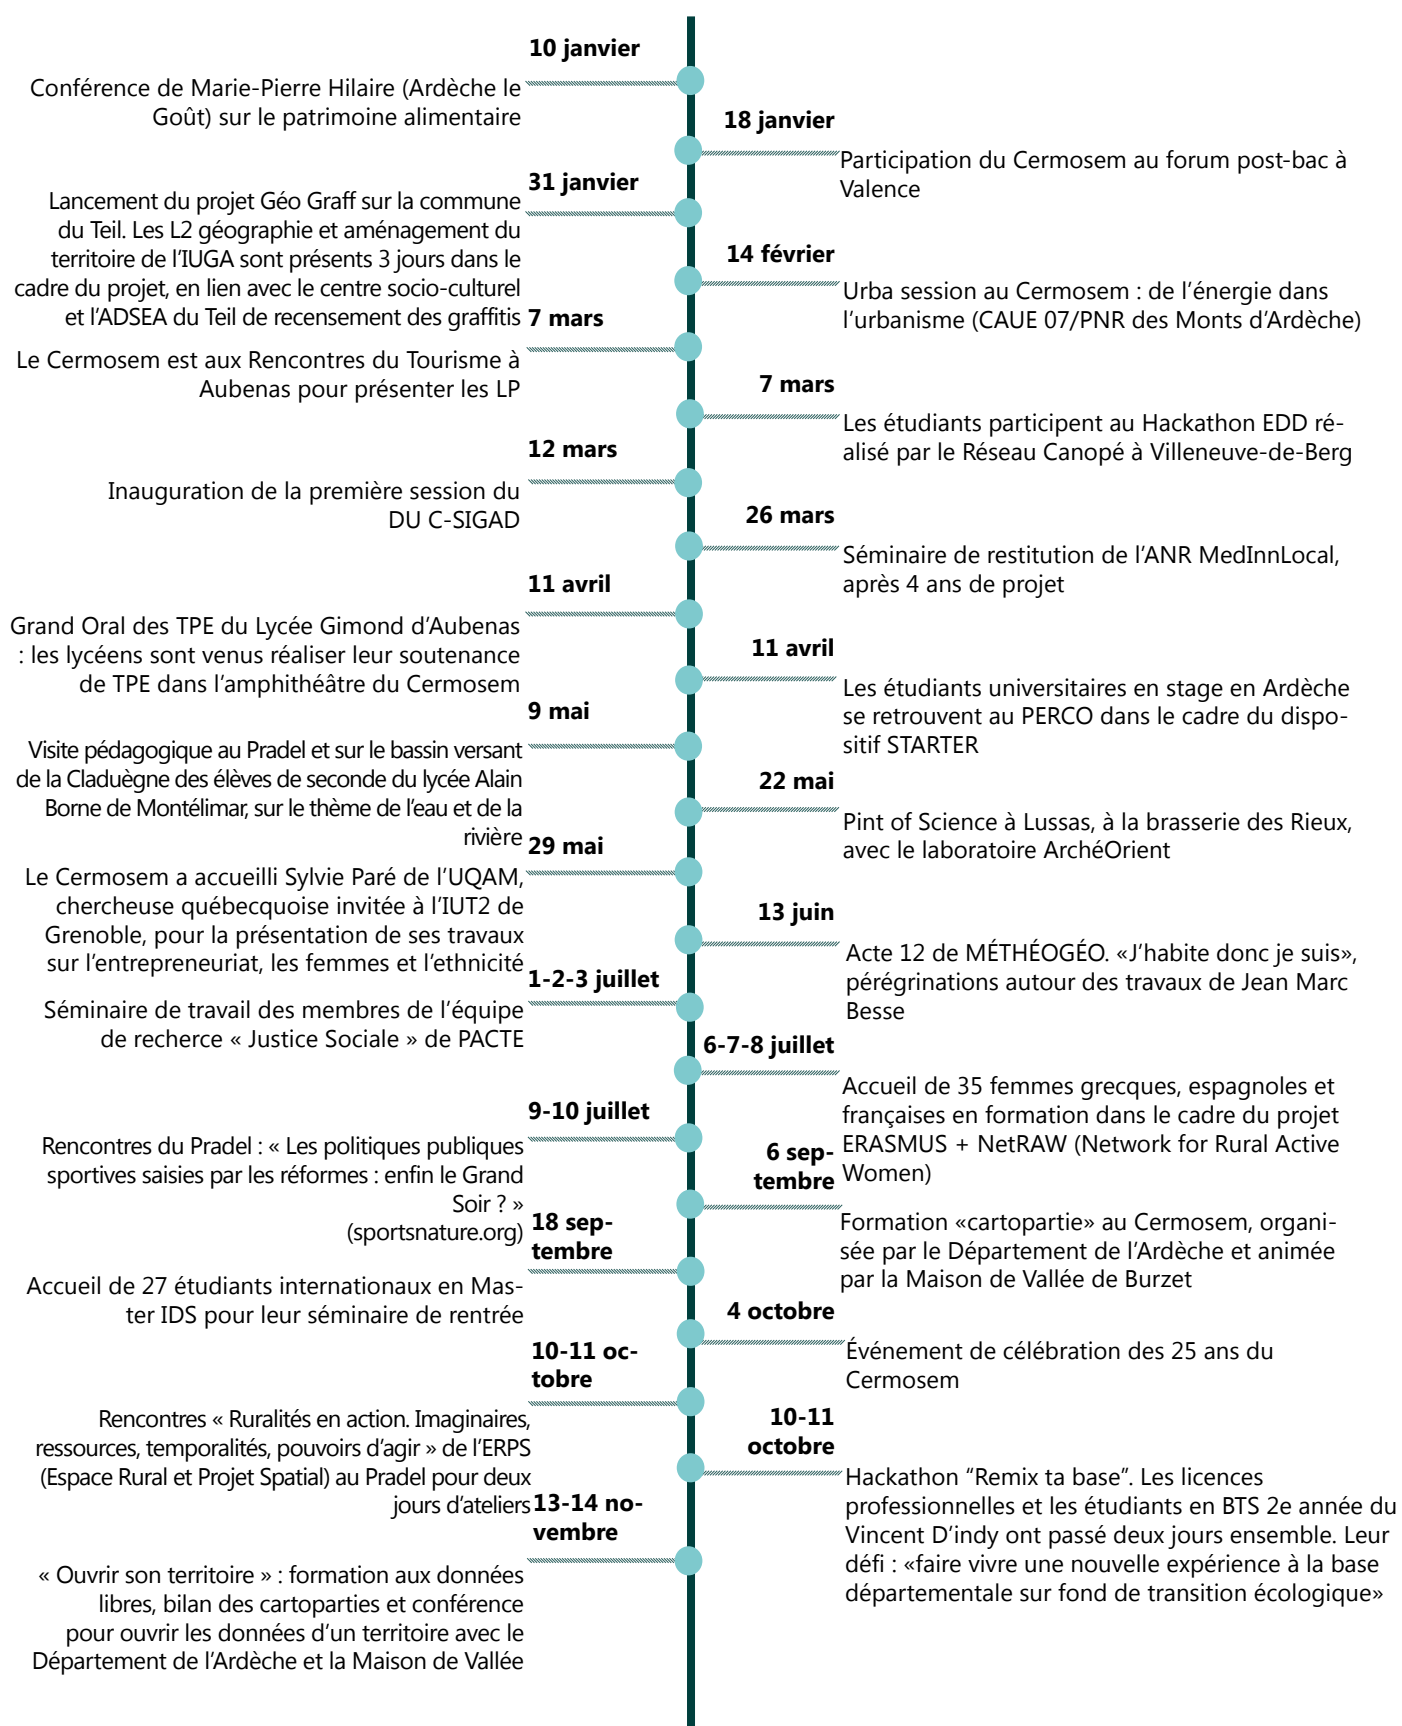 10 janvier
Conférence de Marie-Pierre Hilaire (Ardèche le
Goût) sur le patrimoine alimentaire
18 janvier
Participation du Cermosem au forum post-bac à
Valence
31 janvier
Lancement du projet Géo Graff sur la commune
du Teil. Les L2 géographie et aménagement du
territoire de l'IUGA sont présents 3 jours dans le
cadre du projet, en lien avec le centre socio-culturel
et l'ADSEA du Teil de recensement des graffitis
14 février
Urba session au Cermosem : de l'énergie dans
l'urbanisme (CAUE 07/PNR des Monts d'Ardèche)
7 mars
Le Cermosem est aux Rencontres du Tourisme à
Aubenas pour présenter les LP
7 mars
Les étudiants participent au Hackathon EDD ré-
alisé par le Réseau Canopé à Villeneuve-de-Berg
12 mars
Inauguration de la première session du
DU C-SIGAD
26 mars
Séminaire de restitution de l'ANR MedInnLocal,
après 4 ans de projet
11 avril
Grand Oral des TPE du Lycée Gimond d'Aubenas
: les lycéens sont venus réaliser leur soutenance
de TPE dans l'amphithéâtre du Cermosem
11 avril
Les étudiants universitaires en stage en Ardèche
se retrouvent au PERCO dans le cadre du dispo-
sitif STARTER
9 mai
Visite pédagogique au Pradel et sur le bassin versant
de la Claduègne des élèves de seconde du lycée Alain
Borne de Montélimar, sur le thème de l'eau et de la
rivière
22 mai
Pint of Science à Lussas, à la brasserie des Rieux,
avec le laboratoire ArchéOrient
29 mai
Le Cermosem a accueilli Sylvie Paré de l'UQAM,
chercheuse québecquoise invitée à l'IUT2 de
Grenoble, pour la présentation de ses travaux
sur l'entrepreneuriat, les femmes et l'ethnicité
13 juin
Acte 12 de MÉTHÉOGÉO. «J'habite donc je suis»,
pérégrinations autour des travaux de Jean Marc
Besse
1-2-3 juillet
Séminaire de travail des membres de l'équipe
de recherce « Justice Sociale » de PACTE
6-7-8 juillet
Accueil de 35 femmes grecques, espagnoles et
françaises en formation dans le cadre du projet
ERASMUS + NetRAW (Network for Rural Active
Women)
9-10 juillet
Rencontres du Pradel : « Les politiques publiques
sportives saisies par les réformes : enfin le Grand
Soir ? »
(sportsnature.org)
6 sep-
tembre
Formation «cartopartie» au Cermosem, organi-
sée par le Département de l'Ardèche et animée
par la Maison de Vallée de Burzet
18 sep-
tembre
Accueil de 27 étudiants internationaux en Mas-
ter IDS pour leur séminaire de rentrée
4 octobre
Événement de célébration des 25 ans du
Cermosem
10-11 oc-
tobre
Rencontres « Ruralités en action. Imaginaires,
ressources, temporalités, pouvoirs d'agir » de l'ERPS
(Espace Rural et Projet Spatial) au Pradel pour deux
jours d'ateliers
10-11
octobre
Hackathon "Remix ta base". Les licences
professionnelles et les étudiants en BTS 2e année du
Vincent D'indy ont passé deux jours ensemble. Leur
défi : «faire vivre une nouvelle expérience à la base
départementale sur fond de transition écologique»
13-14 no-
vembre
« Ouvrir son territoire » : formation aux données
libres, bilan des cartoparties et conférence
pour ouvrir les données d'un territoire avec le
Département de l'Ardèche et la Maison de Vallée